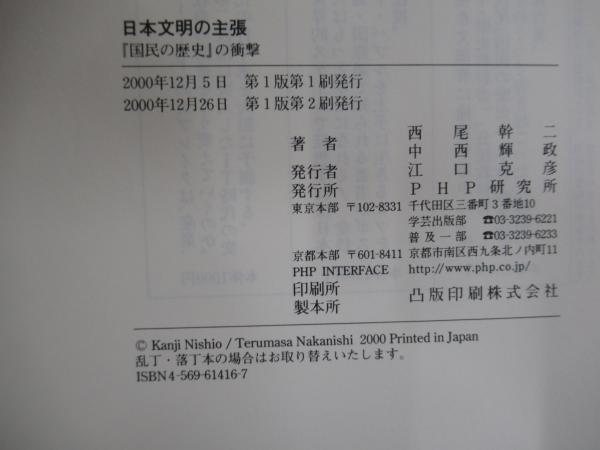 日本文明の主張
『国民の歴史』の衝撃
2000年12月5日 第1版第1刷発行
2000年12月26日 第1版第2刷発行
著者 西尾幹二
中西輝政
発行者 江口克彦
発行所 PHP研究所
東京本部 〒102-8331 千代田区三番町3番地10
学芸出版部 ☎03-3239-6221
普及一部 ☎03-3239-6233
京都本部 〒601-8411 京都市南区西九条北ノ内町11
PHP INTERFACE http://www.php.co.jp/
印刷所
製本所 凸版印刷株式会社
© Kanji Nishio / Terumasa Nakanishi 2000 Printed in Japan
乱丁・落丁本の場合はお取り替えいたします。
ISBN4-569-61416-7